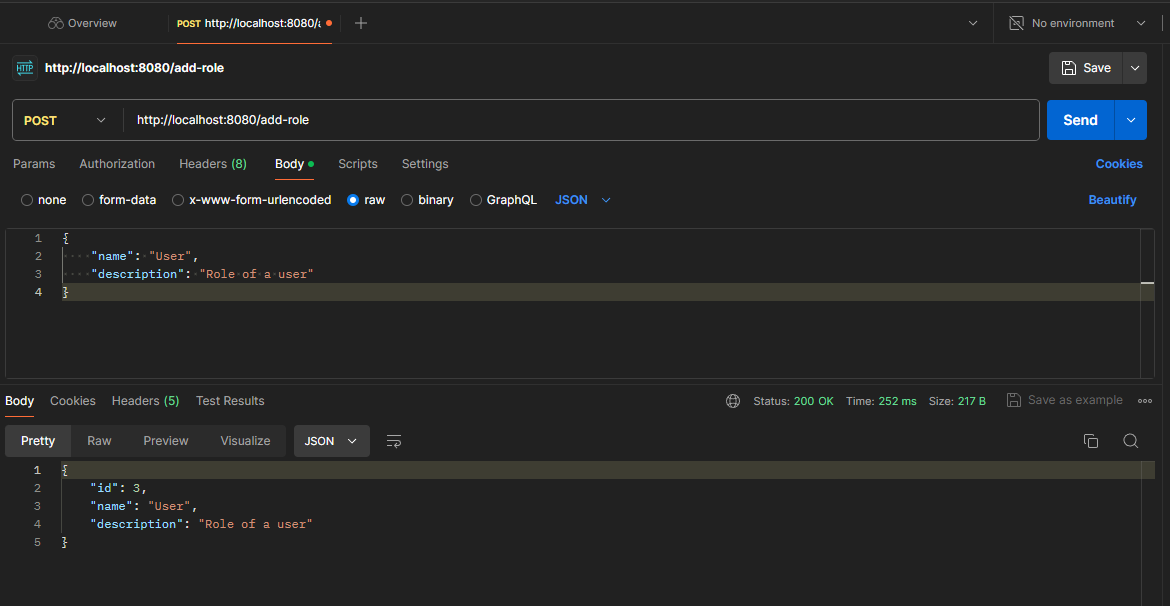 Overview POST http://localhost:8080/a No environment
HTTP http://localhost:8080/add-role Save
POST http://localhost:8080/add-role Send
Params Authorization Headers (8) Body Scripts Settings Cookies
none form-data x-www-form-urlencoded raw binary GraphQL JSON Beautify
1 {
2 "name": "User",
3 "description": "Role of a user"
4 }
Body Cookies Headers (5) Test Results Status: 200 OK Time: 252 ms Size: 217 B Save as example
Pretty Raw Preview Visualize JSON
1 {
2 "id": 3,
3 "name": "User",
4 "description": "Role of a user"
5 }